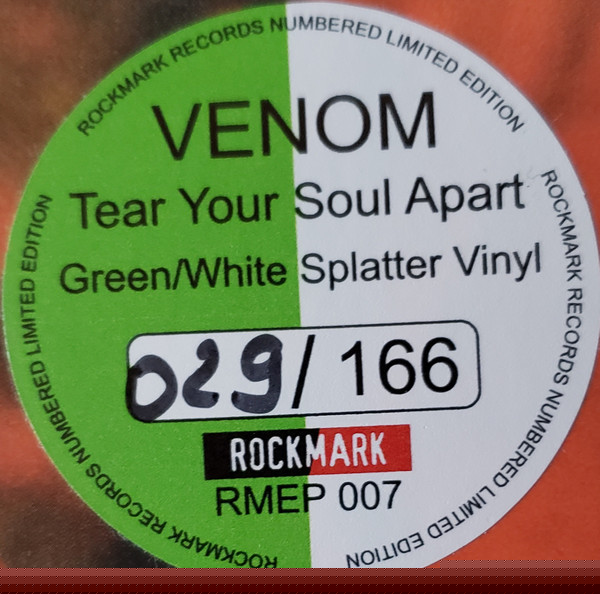 ROCKMARK RECORDS NUMBERED LIMITED EDITION
VENOM
Tear Your Soul Apart
Green/White Splatter Vinyl
029/166
ROCKMARK
RMEP 007
ROCKMARK RECORDS NUMBERED LIMITED EDITION
ROCKMARK RECORDS NUMBERED LIMITED EDITION